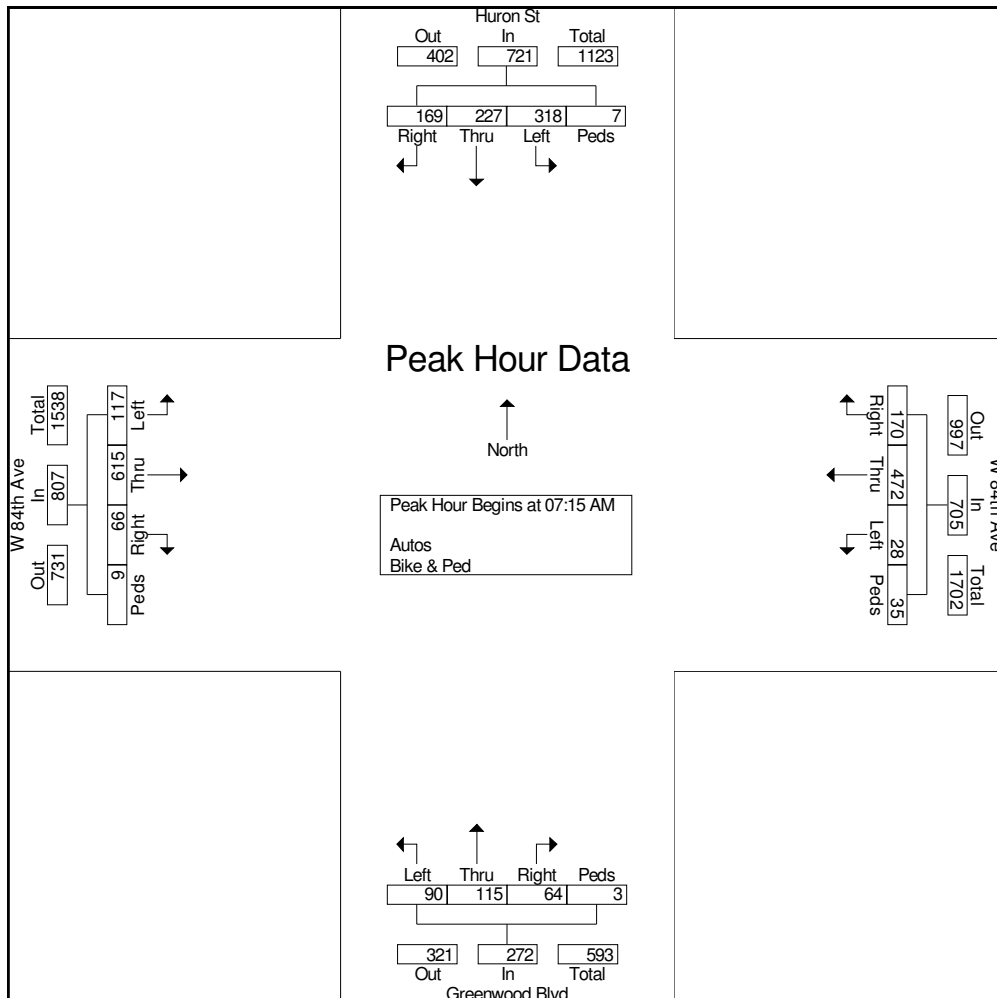 Huron St
Out In Total
402 721 1123
169 227 318 7
Right Thru Left Peds
Peak Hour Data
North
Peak Hour Begins at 07:15 AM
Autos
Bike & Ped
W 84th Ave
Total In Out
1538 807 731
117 615 66 9
Left Thru Right Peds
Right Thru Left Peds
170 472 28 35
Out In Total
997 705 1702
W 84th Ave
Left Thru Right Peds
90 115 64 3
321 272 593
Out In Total
Greenwood Blvd